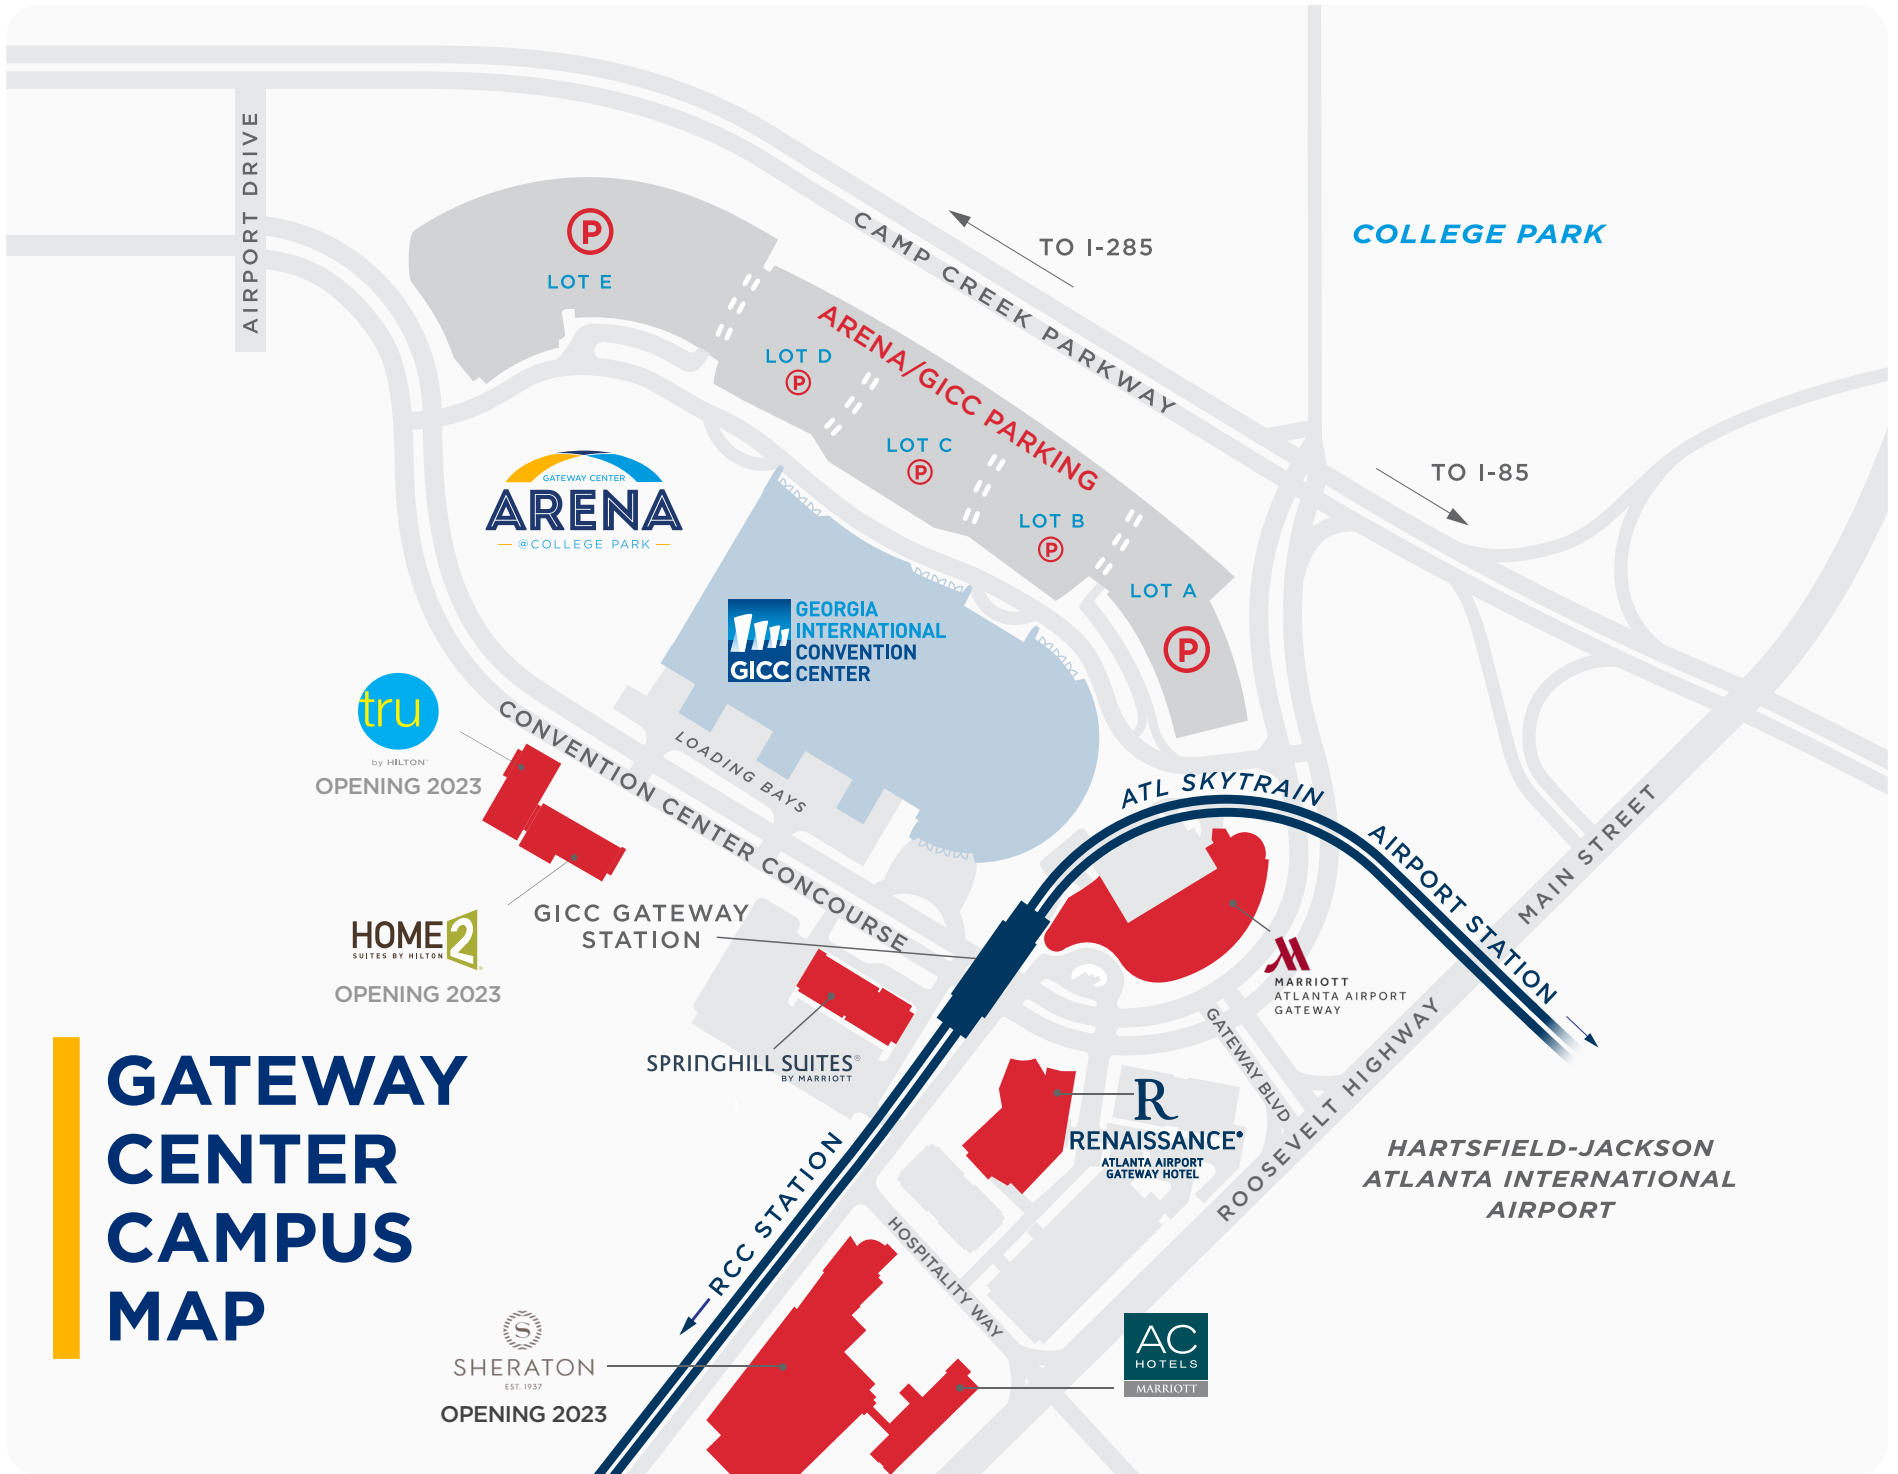 AIRPORT DRIVE
P
LOT E
CAMP CREEK PARKWAY
TO I-285
COLLEGE PARK
ARENA/GICC PARKING
LOT D
P
LOT C
P
LOT B
P
LOT A
P
TO I-85
GATEWAY CENTER
ARENA
@COLLEGE PARK
GICC
GEORGIA
INTERNATIONAL
CONVENTION
CENTER
tru
by HILTON
OPENING 2023
CONVENTION CENTER CONCOURSE
LOADING BAYS
ATL SKYTRAIN
AIRPORT STATION
MAIN STREET
HOME2
SUITES BY HILTON
OPENING 2023
GICC GATEWAY
STATION
MARRIOTT
ATLANTA AIRPORT
GATEWAY
GATEWAY BLVD
ROOSEVELT HIGHWAY
SPRINGHILL SUITES®
BY MARRIOTT
R
RENAISSANCE
ATLANTA AIRPORT
GATEWAY HOTEL
HARTSFIELD-JACKSON
ATLANTA INTERNATIONAL
AIRPORT
GATEWAY
CENTER
CAMPUS
MAP
RCC STATION
HOSPITALITY WAY
S
SHERATON
EST. 1937
OPENING 2023
AC
HOTELS
MARRIOTT